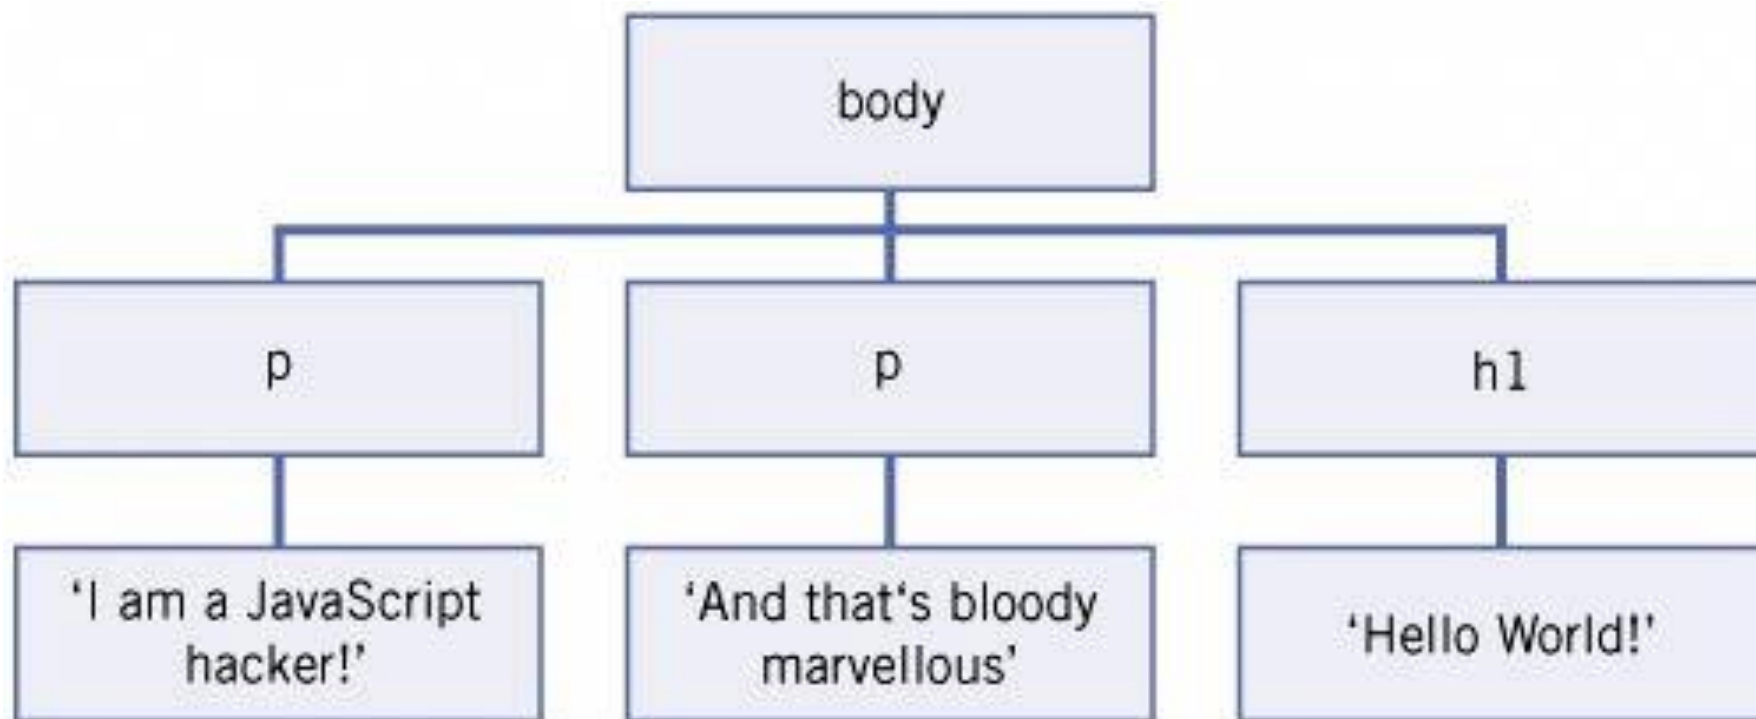 body
p
p
h1
‘I am a JavaScript
hacker!’
‘And that‘s bloody
marvellous’
‘Hello World!’